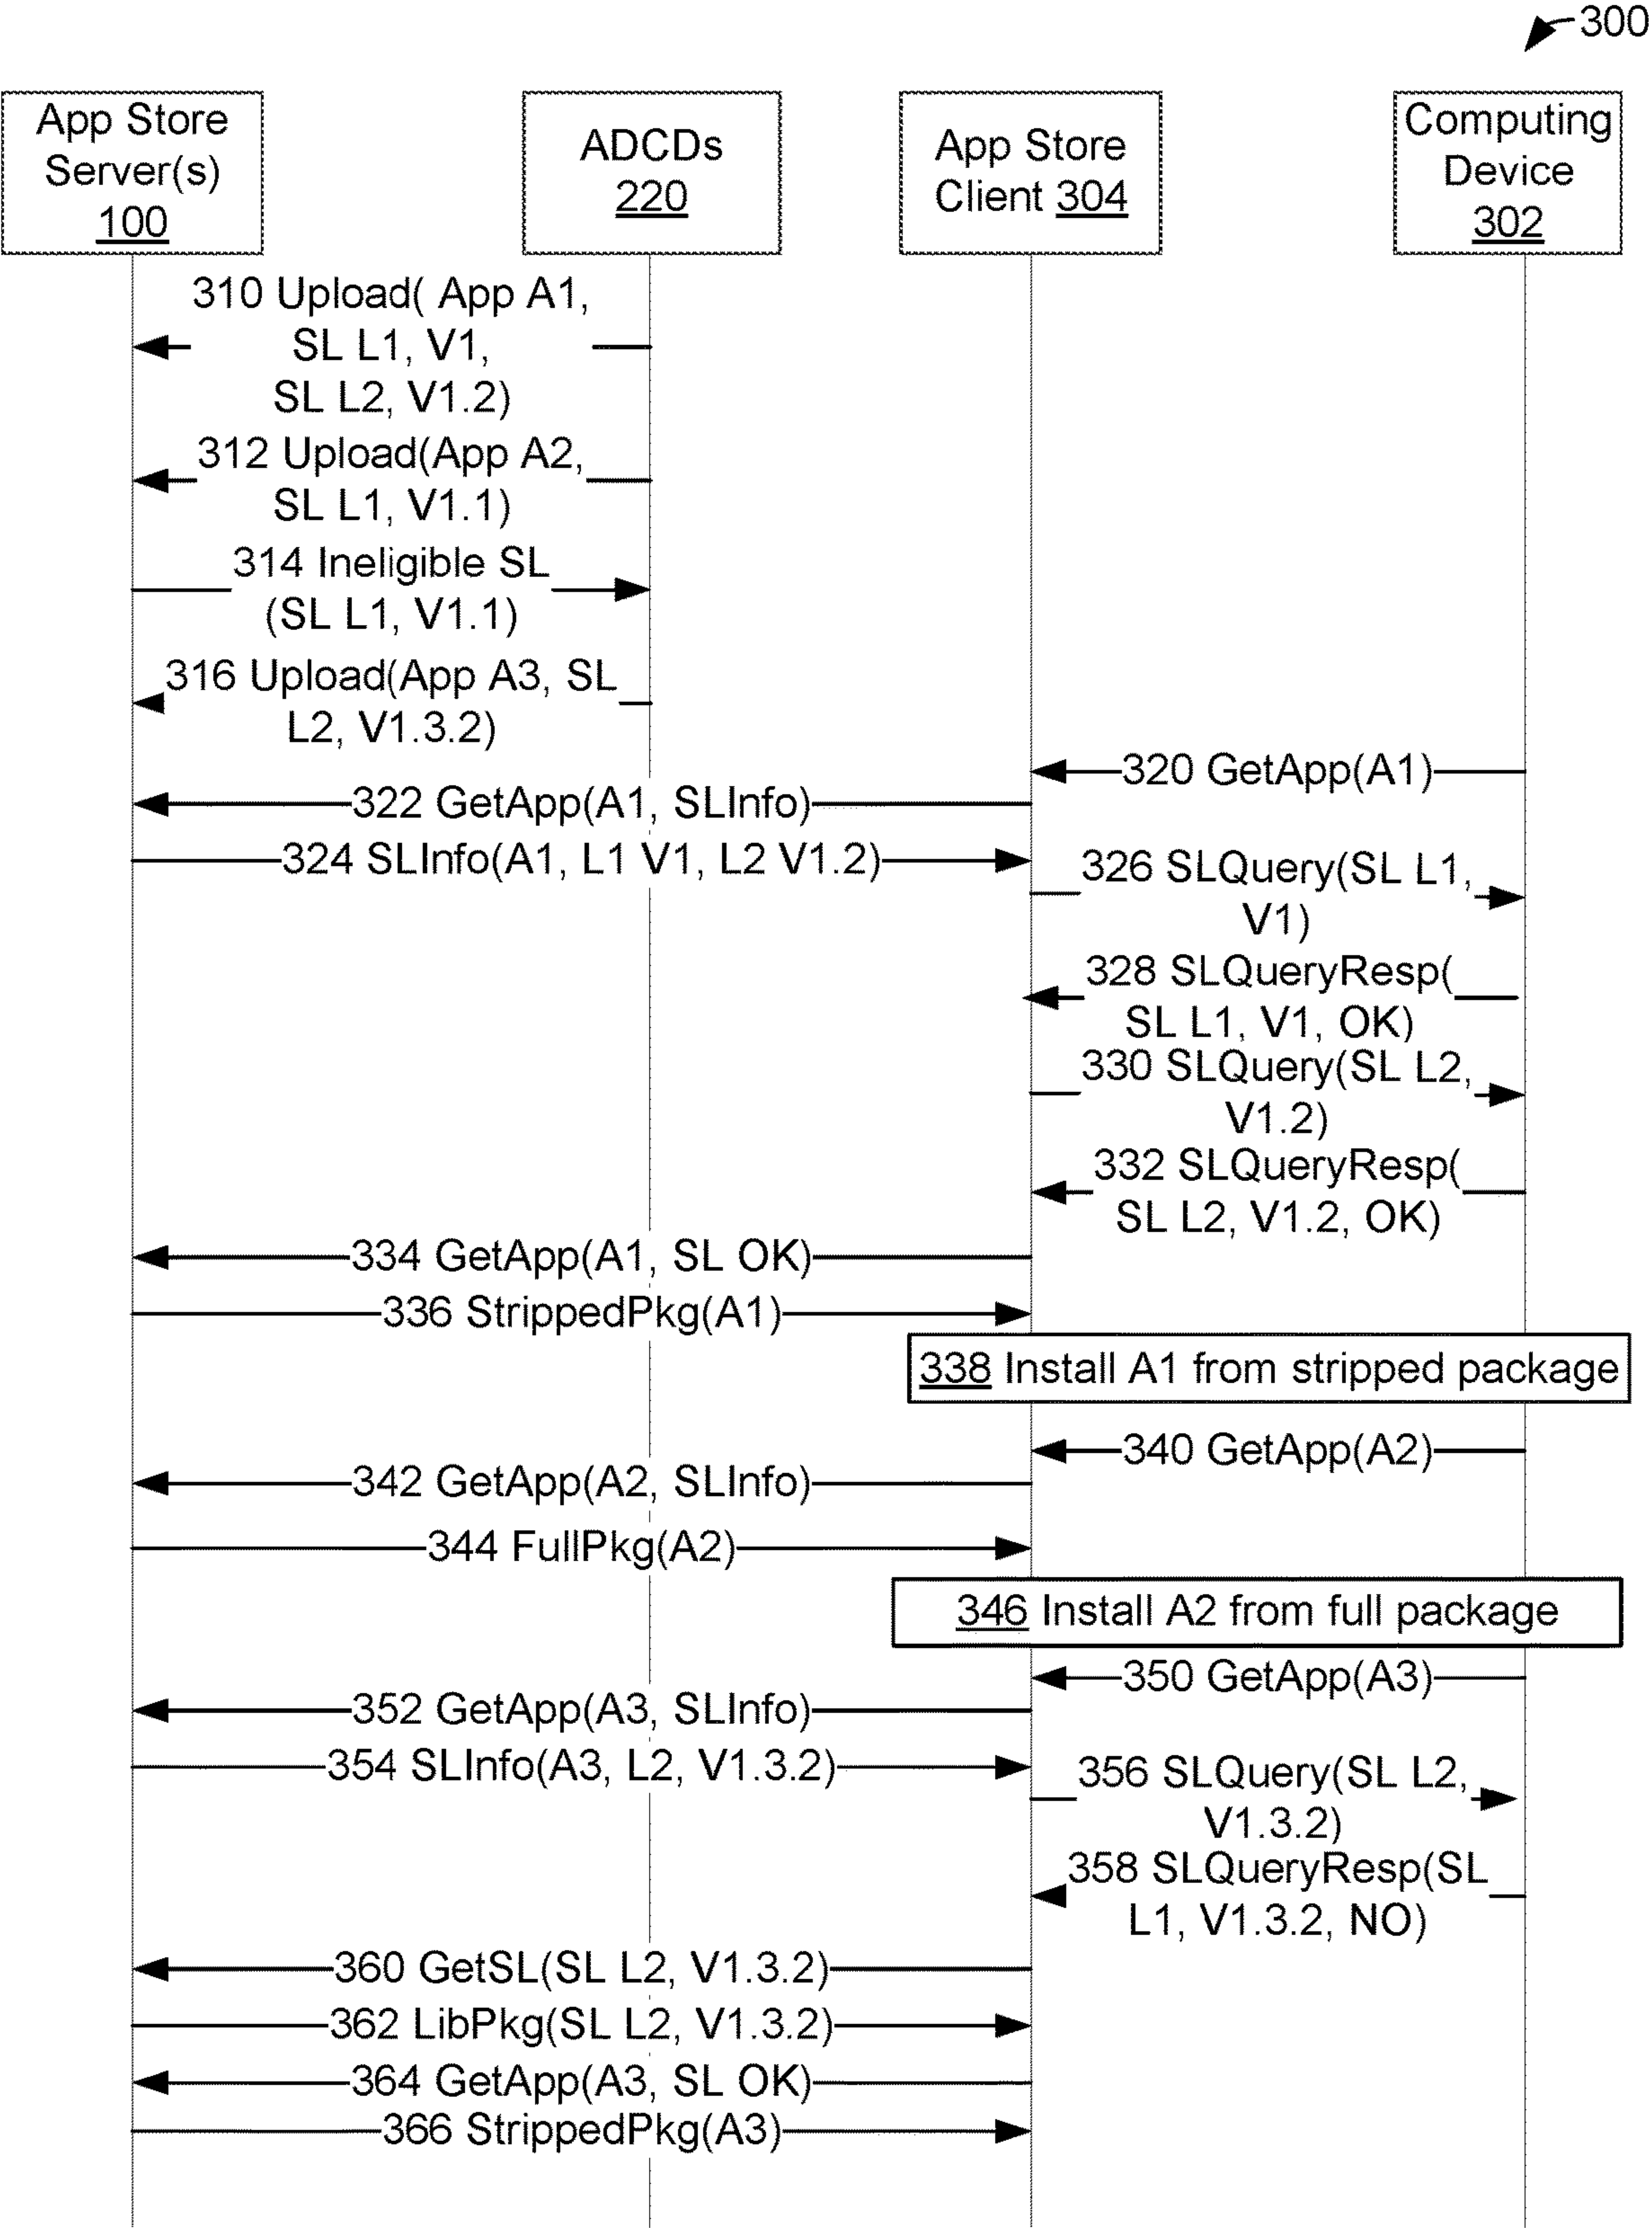 300
App Store
Server(s)
100
ADCDs
220
App Store
Client 304
Computing
Device
302
310 Upload( App A1,
SL L1, V1,
SL L2, V1.2)
312 Upload(App A2,
SL L1, V1.1)
314 Ineligible SL
(SL L1, V1.1)
316 Upload(App A3, SL
L2, V1.3.2)
320 GetApp(A1)
322 GetApp(A1, SLInfo)
324 SLInfo(A1, L1 V1, L2 V1.2)
326 SLQuery(SL L1,
V1)
328 SLQueryResp(
SL L1, V1, OK)
330 SLQuery(SL L2,
V1.2)
332 SLQueryResp(
SL L2, V1.2, OK)
334 GetApp(A1, SL OK)
336 StrippedPkg(A1)
338 Install A1 from stripped package
340 GetApp(A2)
342 GetApp(A2, SLInfo)
344 FullPkg(A2)
346 Install A2 from full package
350 GetApp(A3)
352 GetApp(A3, SLInfo)
354 SLInfo(A3, L2, V1.3.2)
356 SLQuery(SL L2,
V1.3.2)
358 SLQueryResp(SL
L1, V1.3.2, NO)
360 GetSL(SL L2, V1.3.2)
362 LibPkg(SL L2, V1.3.2)
364 GetApp(A3, SL OK)
366 StrippedPkg(A3)